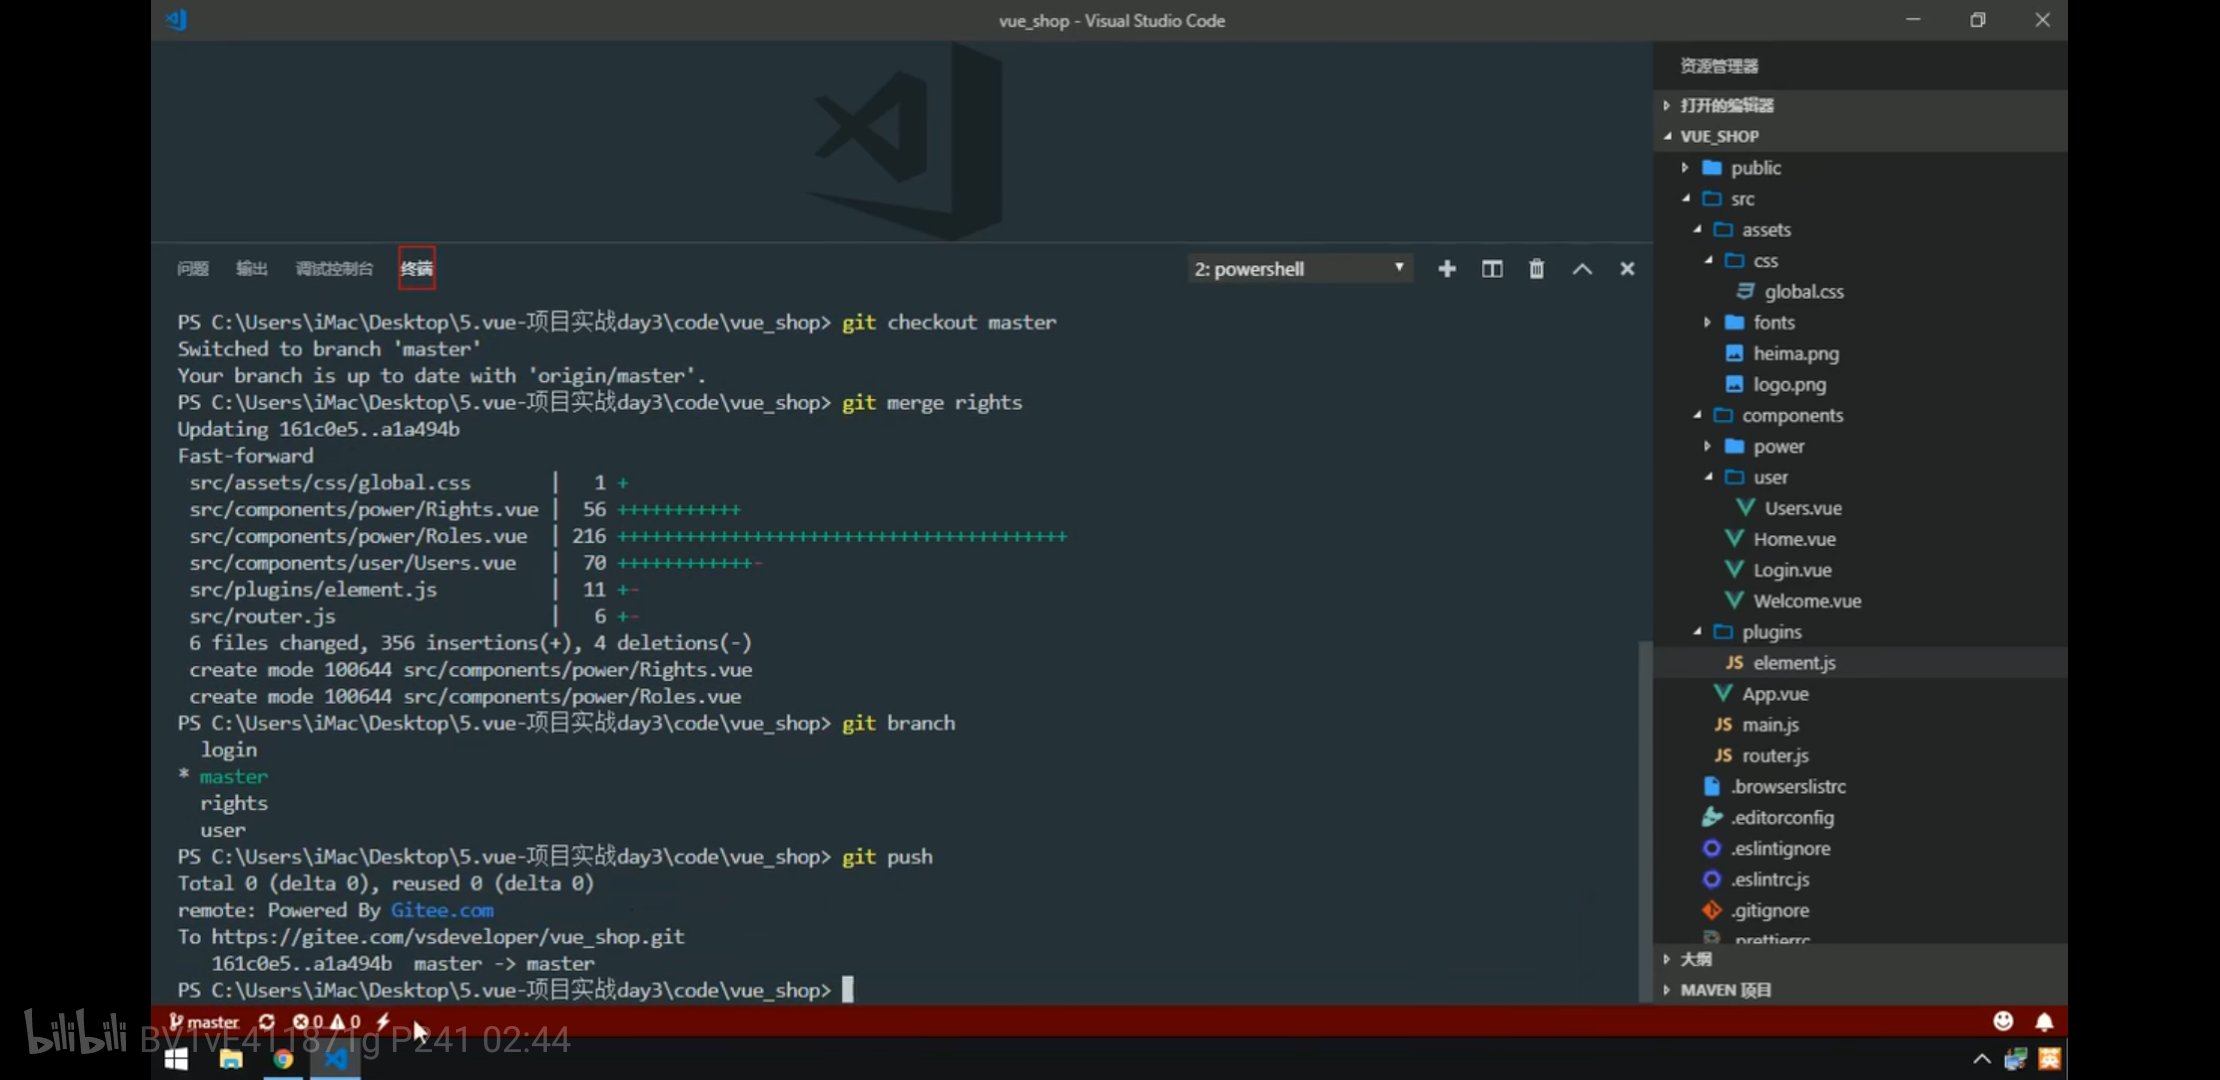 vue_shop - Visual Studio Code
问题 输出 调试控制台 终端 2: powershell
PS C:\Users\iMac\Desktop\5.vue-项目实战day3\code\vue_shop> git checkout master
Switched to branch 'master'
Your branch is up to date with 'origin/master'.
PS C:\Users\iMac\Desktop\5.vue-项目实战day3\code\vue_shop> git merge rights
Updating 161c0e5..a1a494b
Fast-forward
src/assets/css/global.css | 1 +
src/components/power/Rights.vue | 56 +++++++++++
src/components/power/Roles.vue | 216 ++++++++++++++++++++++++++++++++++++++++
src/components/user/Users.vue | 70 ++++++++++++-
src/plugins/element.js | 11 +-
src/router.js | 6 +-
6 files changed, 356 insertions(+), 4 deletions(-)
create mode 100644 src/components/power/Rights.vue
create mode 100644 src/components/power/Roles.vue
PS C:\Users\iMac\Desktop\5.vue-项目实战day3\code\vue_shop> git branch
login
* master
rights
user
PS C:\Users\iMac\Desktop\5.vue-项目实战day3\code\vue_shop> git push
Total 0 (delta 0), reused 0 (delta 0)
remote: Powered By Gitee.com
To https://gitee.com/vsdeveloper/vue_shop.git
161c0e5..a1a494b master -> master
PS C:\Users\iMac\Desktop\5.vue-项目实战day3\code\vue_shop>
资源管理器
打开的编辑器
VUE_SHOP
public
src
assets
css
global.css
fonts
heima.png
logo.png
components
power
user
Users.vue
Home.vue
Login.vue
Welcome.vue
plugins
JS element.js
App.vue
JS main.js
JS router.js
.browserslistrc
.editorconfig
.eslintignore
.eslintrc.js
.gitignore
.prettierrc
大纲
MAVEN 项目
master 0 0
bilibili BV1vE411871g P241 02:44
英